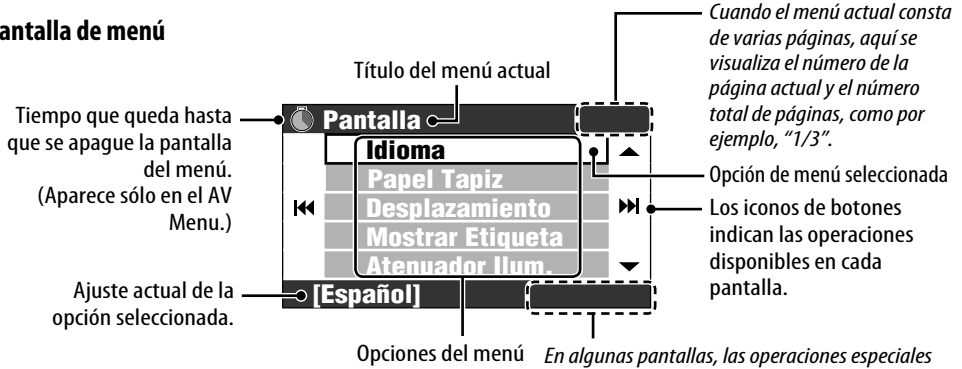 antalla de menú
Cuando el menú actual consta
de varias páginas, aquí se
visualiza el número de la
página actual y el número
total de páginas, como por
ejemplo, “1/3”.
Título del menú actual
Tiempo que queda hasta
que se apague la pantalla
del menú.
(Aparece sólo en el AV
Menu.)
Pantalla
Idioma
Papel Tapiz
Desplazamiento
Mostrar Etiqueta
Atenuador Ilum.
[Español]
Opción de menú seleccionada
Los iconos de botones
indican las operaciones
disponibles en cada
pantalla.
Ajuste actual de la
opción seleccionada.
Opciones del menú
En algunas pantallas, las operaciones especiales